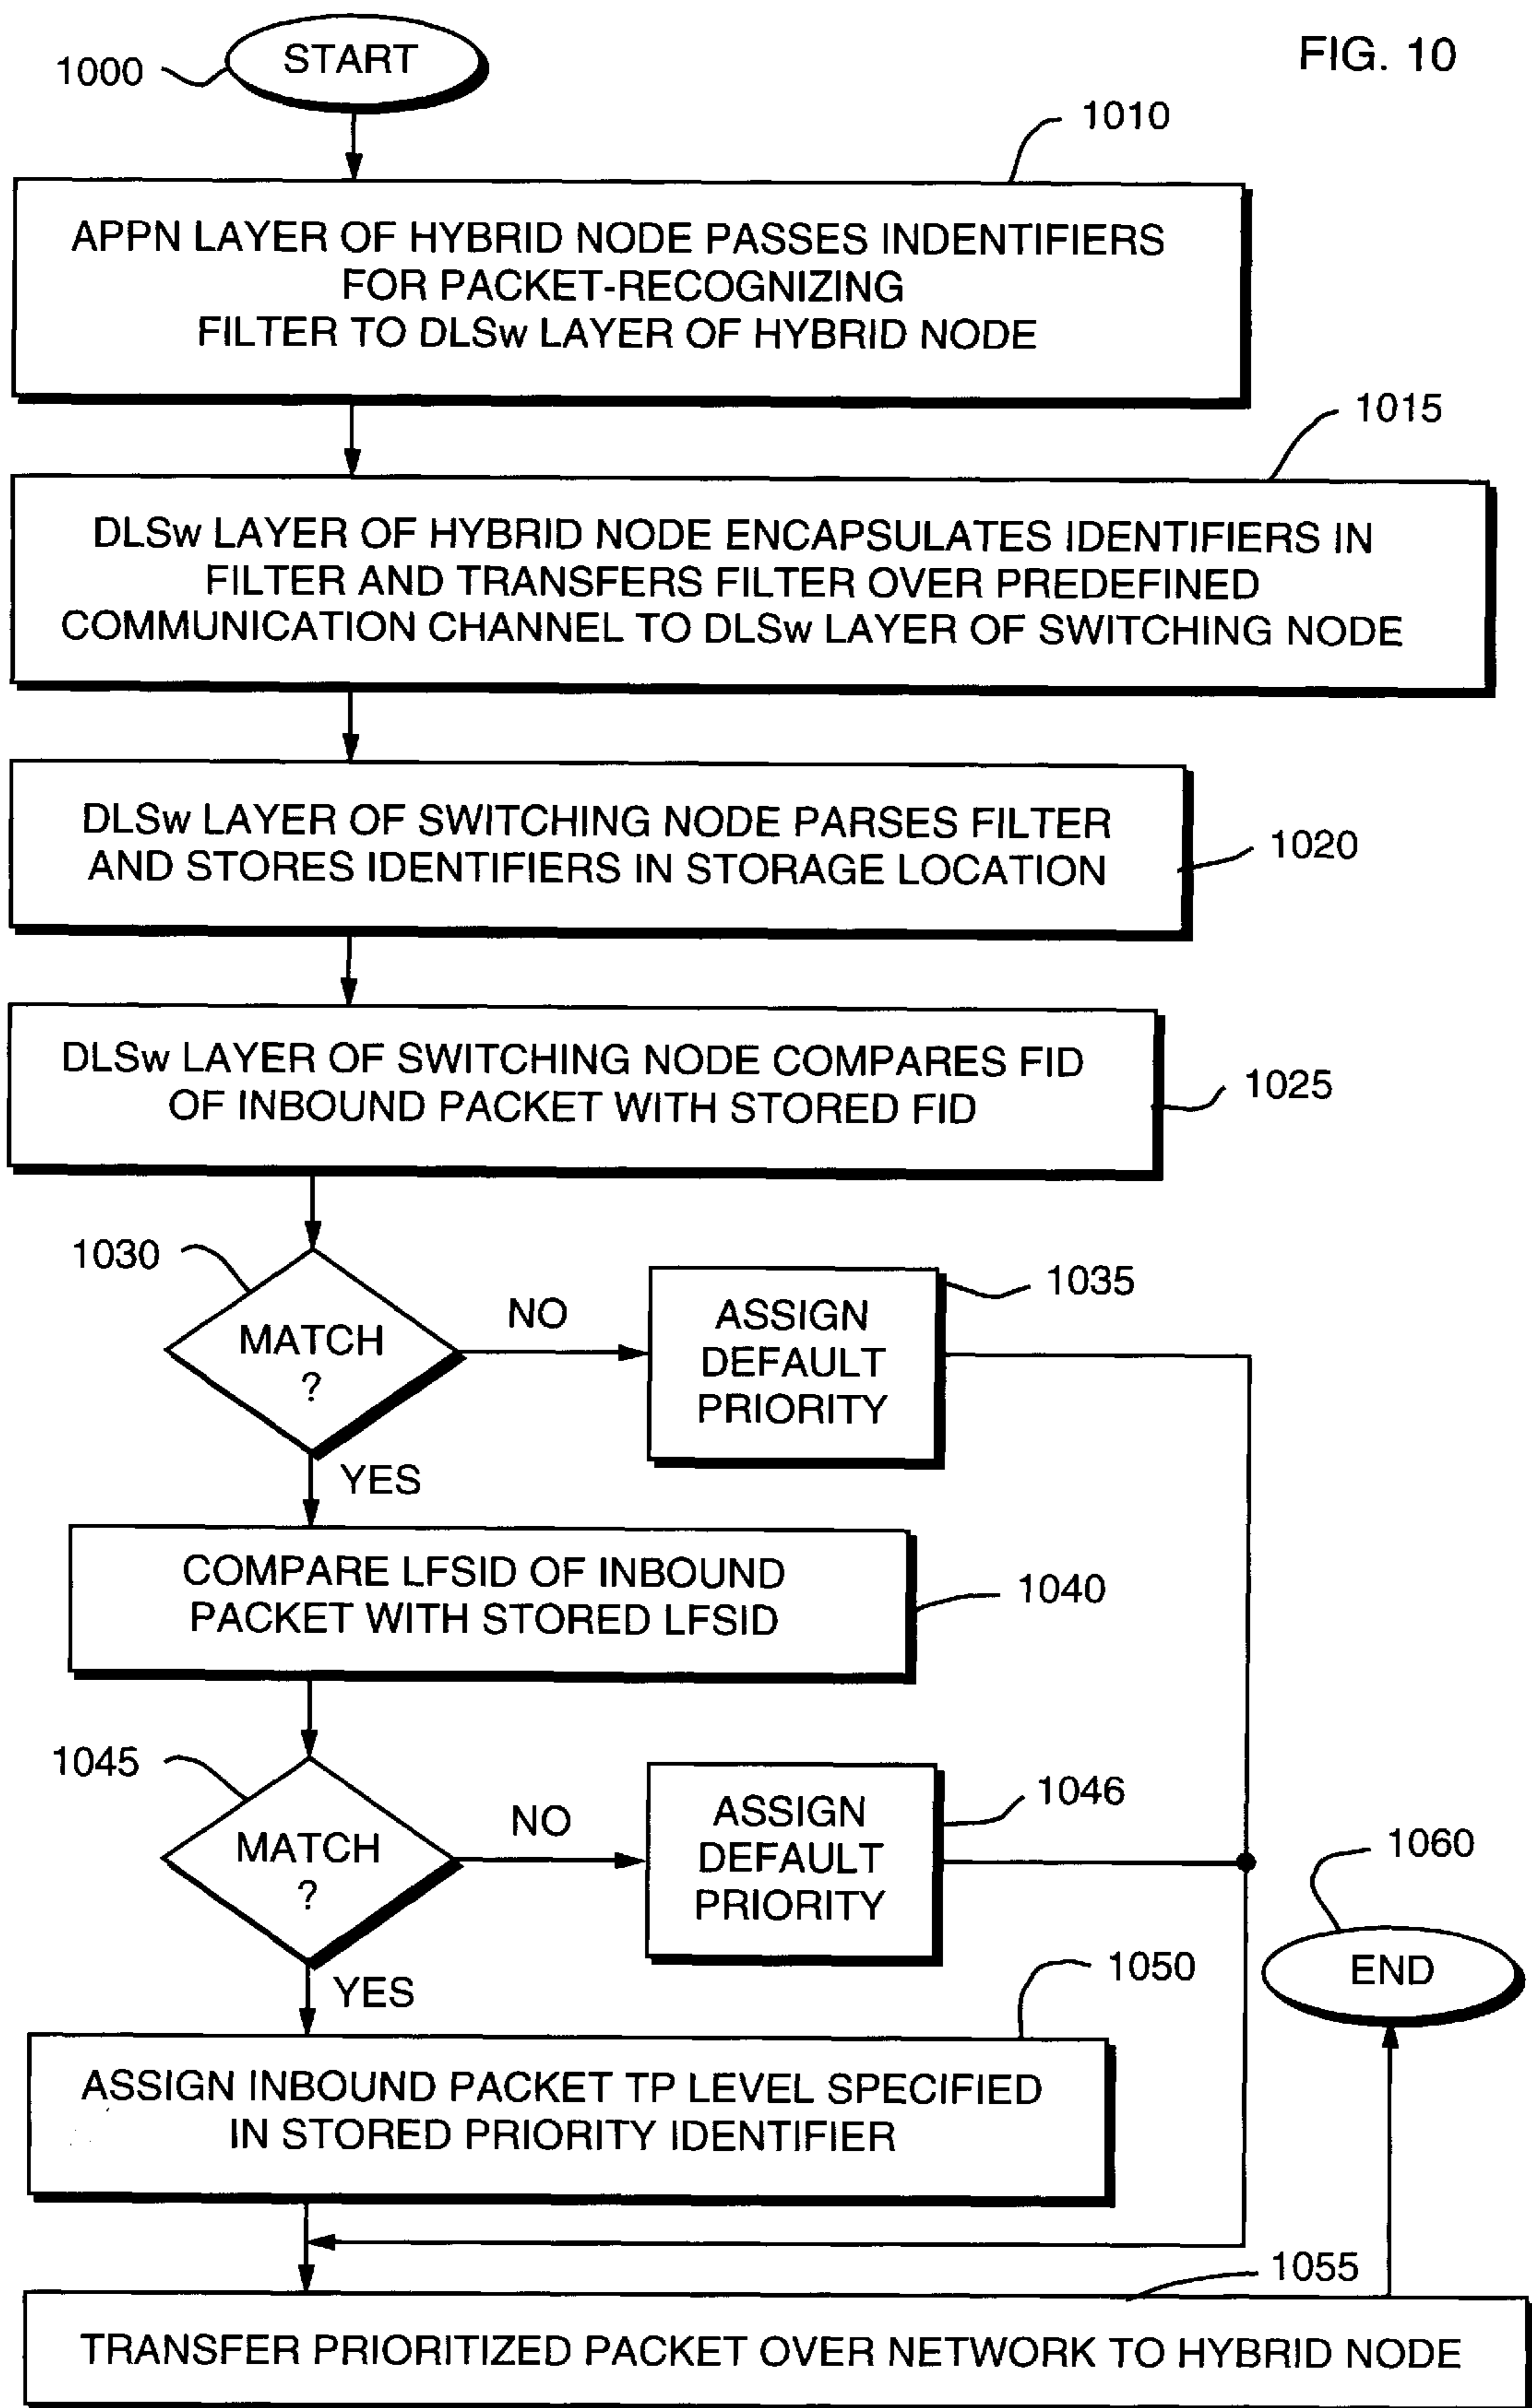 FIG. 10
1000
START
1010
APPN LAYER OF HYBRID NODE PASSES INDENTIFIERS
FOR PACKET-RECOGNIZING
FILTER TO DLSw LAYER OF HYBRID NODE
1015
DLSw LAYER OF HYBRID NODE ENCAPSULATES IDENTIFIERS IN
FILTER AND TRANSFERS FILTER OVER PREDEFINED
COMMUNICATION CHANNEL TO DLSw LAYER OF SWITCHING NODE
DLSw LAYER OF SWITCHING NODE PARSES FILTER
AND STORES IDENTIFIERS IN STORAGE LOCATION
1020
DLSw LAYER OF SWITCHING NODE COMPARES FID
OF INBOUND PACKET WITH STORED FID
1025
1030
MATCH
?
NO
ASSIGN
DEFAULT
PRIORITY
1035
YES
COMPARE LFSID OF INBOUND
PACKET WITH STORED LFSID
1040
1045
MATCH
?
NO
ASSIGN
DEFAULT
PRIORITY
1046
1060
END
YES
1050
ASSIGN INBOUND PACKET TP LEVEL SPECIFIED
IN STORED PRIORITY IDENTIFIER
1055
TRANSFER PRIORITIZED PACKET OVER NETWORK TO HYBRID NODE